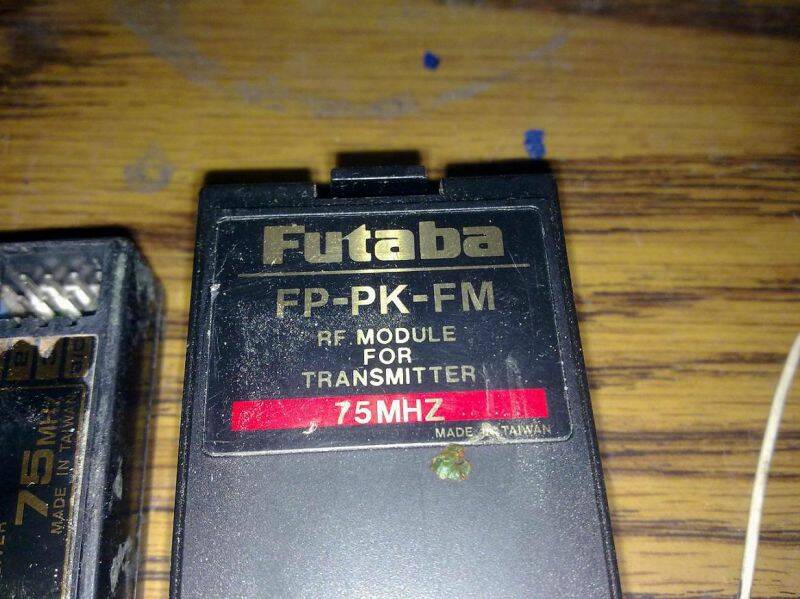 Futaba
FP-PK-FM
RF MODULE
FOR
TRANSMITTER
75MHZ
MADE IN TAIWAN
75MHZ
MADE IN TAIWAN